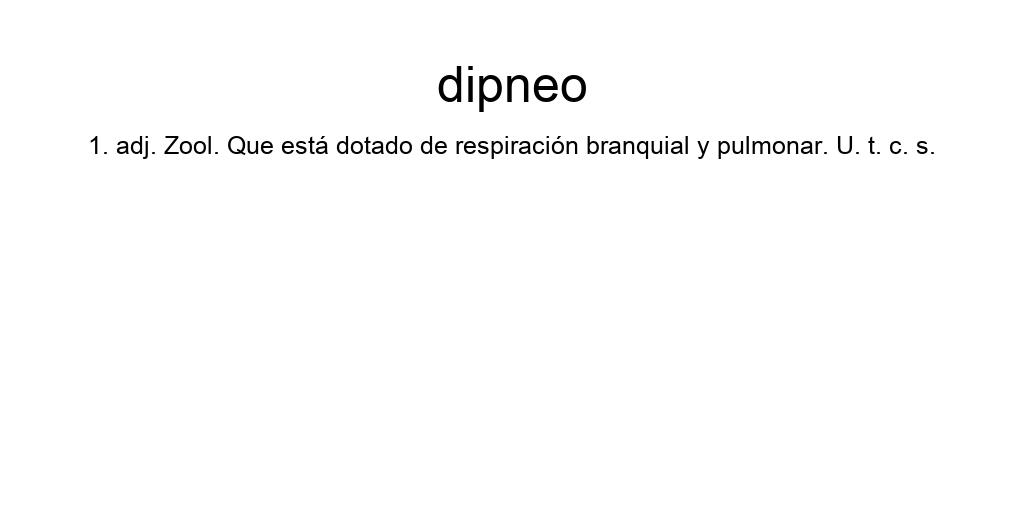 dipneo
1. adj. Zool. Que está dotado de respiración branquial y pulmonar. U. t. c. s.